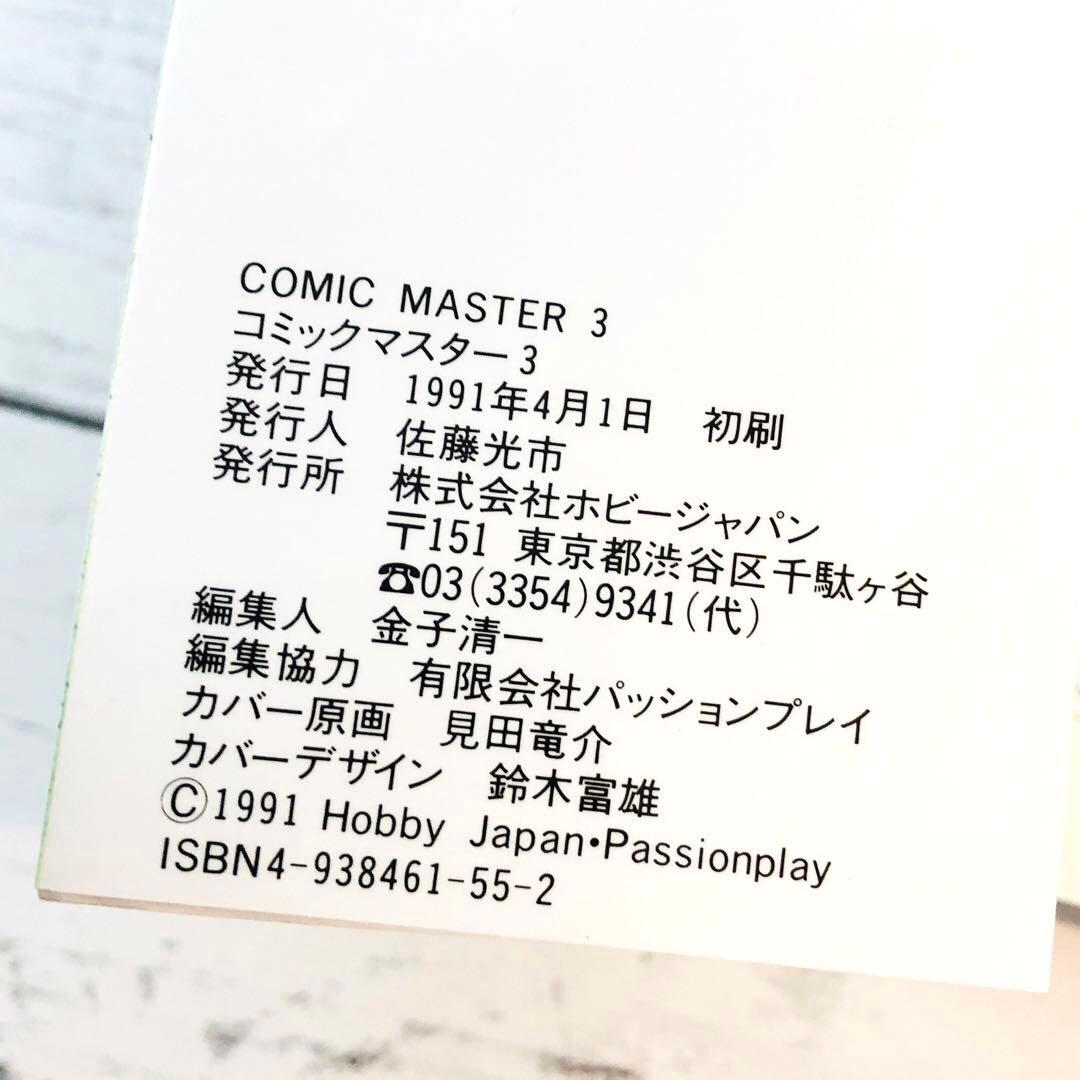 COMIC MASTER 3
コミックマスター3
発行日 1991年4月1日 初刷
発行人 佐藤光市
発行所 株式会社ホビージャパン
〒151 東京都渋谷区千駄ヶ谷
☎03(3354)9341(代)
編集人 金子清一
編集協力 有限会社パッションプレイ
カバー原画 見田竜介
カバーデザイン 鈴木富雄
©1991 Hobby Japan・Passionplay
ISBN4-938461-55-2